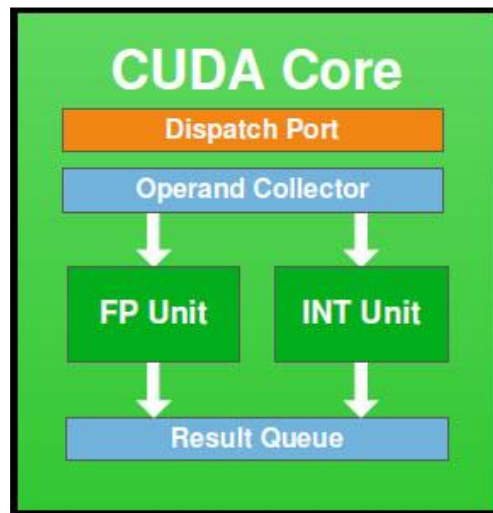 CUDA Core
Dispatch Port
Operand Collector
FP Unit
INT Unit
Result Queue